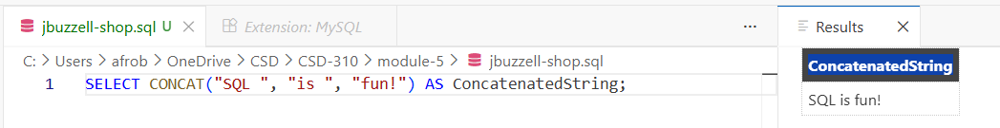 jbuzzell-shop.sql U × Extension: MySQL ...
C: > Users > afrob > OneDrive > CSD > CSD-310 > module-5 > jbuzzell-shop.sql
1 SELECT CONCAT("SQL ", "is ", "fun!") AS ConcatenatedString;
Results ×
ConcatenatedString
SQL is fun!